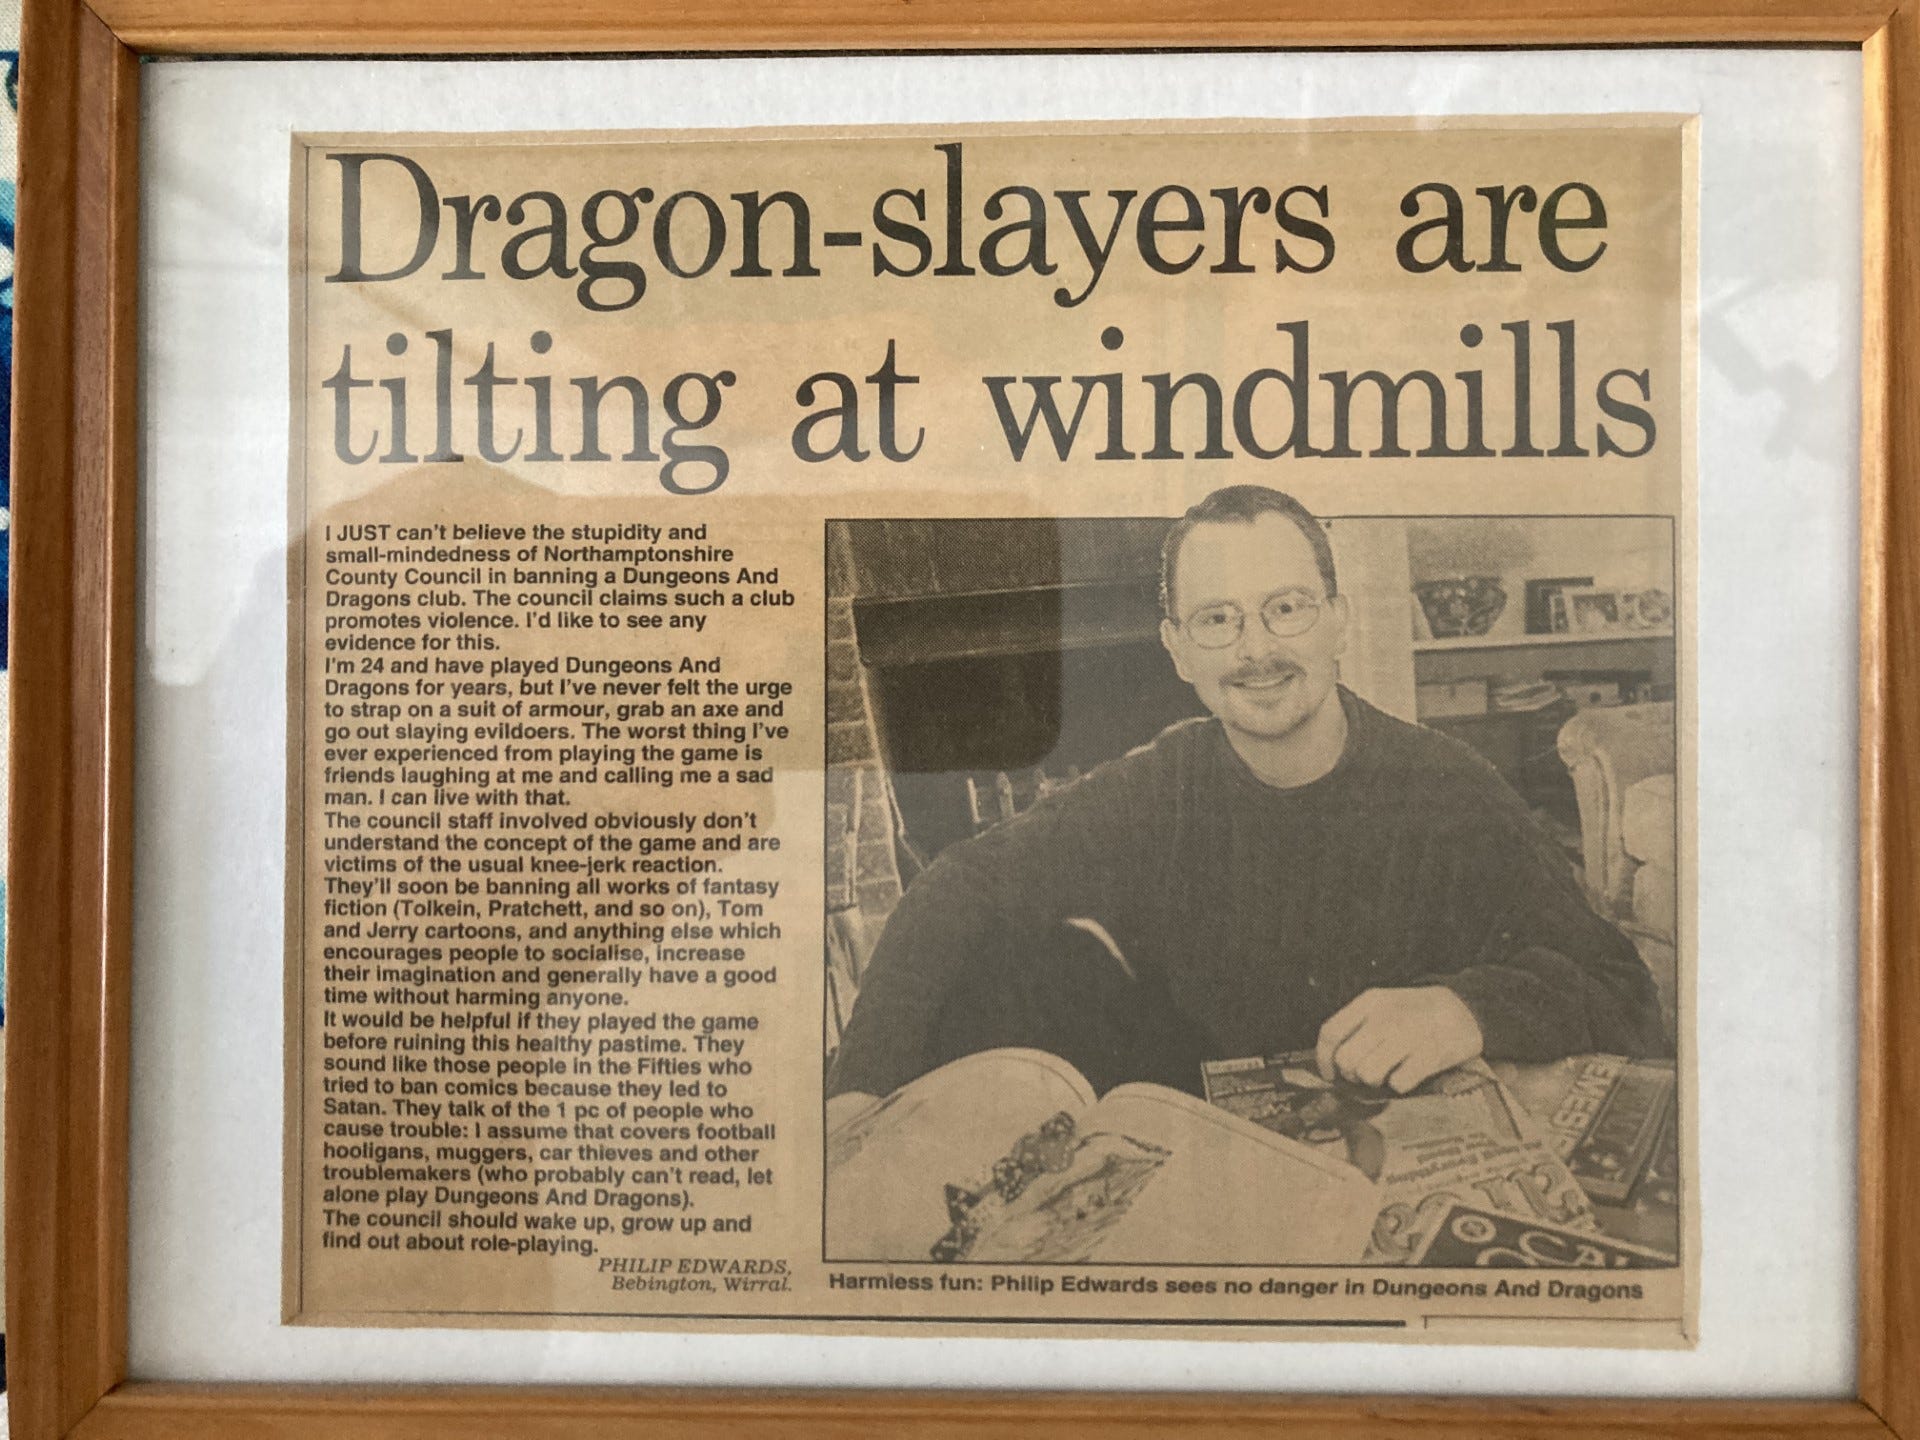 Dragon-slayers are
tilting at windmills
I JUST can't believe the stupidity and
small-mindedness of Northamptonshire
County Council in banning a Dungeons And
Dragons club. The council claims such a club
promotes violence. I'd like to see any
evidence for this.
I'm 24 and have played Dungeons And
Dragons for years, but I've never felt the urge
to strap on a suit of armour, grab an axe and
go out slaying evildoers. The worst thing I've
ever experienced from playing the game is
friends laughing at me and calling me a sad
man. I can live with that.
The council staff involved obviously don't
understand the concept of the game and are
victims of the usual knee-jerk reaction.
They'll soon be banning all works of fantasy
fiction (Tolkein, Pratchett, and so on), Tom
and Jerry cartoons, and anything else which
encourages people to socialise, increase
their imagination and generally have a good
time without harming anyone.
It would be helpful if they played the game
before ruining this healthy pastime. They
sound like those people in the Fifties who
tried to ban comics because they led to
Satan. They talk of the 1 pc of people who
cause trouble: I assume that covers football
hooligans, muggers, car thieves and other
troublemakers (who probably can't read, let
alone play Dungeons And Dragons).
The council should wake up, grow up and
find out about role-playing.
PHILIP EDWARDS,
Bebington, Wirral.
Harmless fun: Philip Edwards sees no danger in Dungeons And Dragons